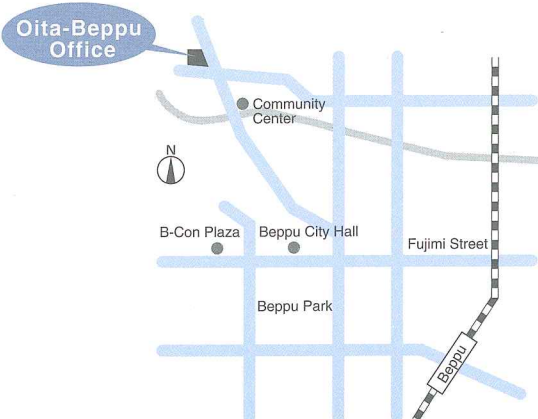 Oita-Beppu
Office
Community
Center
N
B-Con Plaza
Beppu City Hall
Fujimi Street
Beppu Park
Beppu